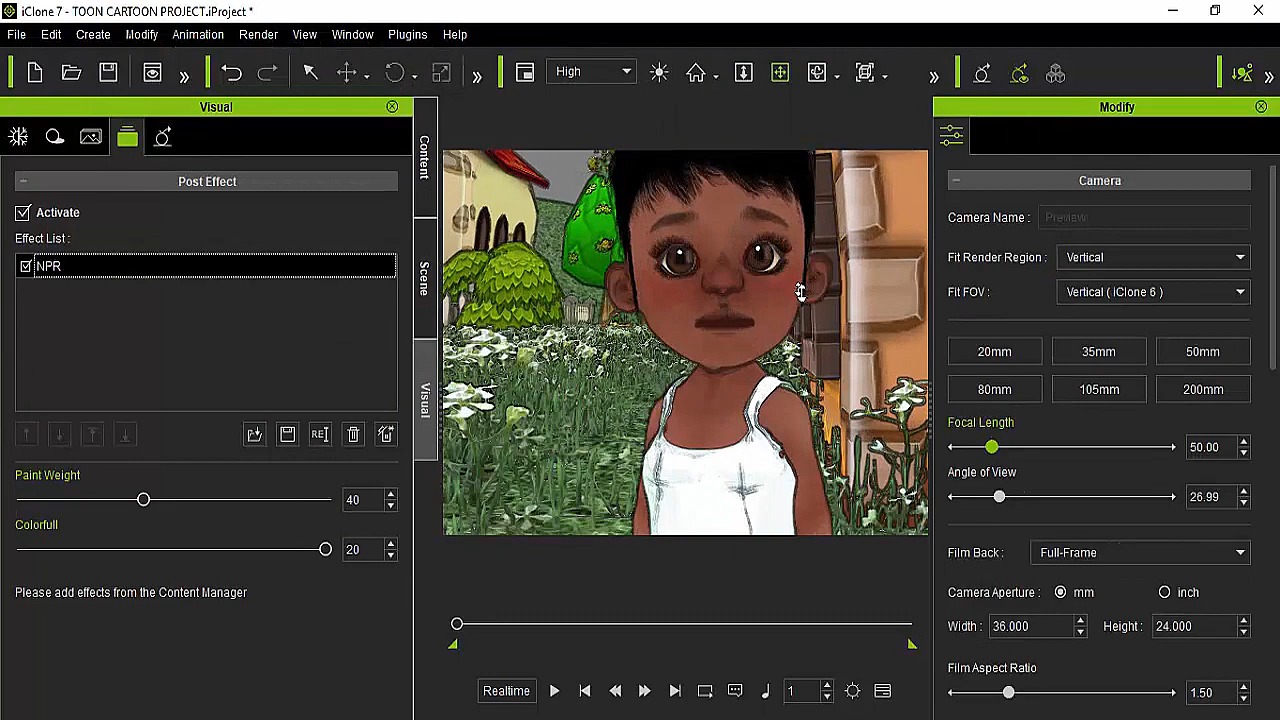 iClone 7 - TOON CARTOON PROJECT.iProject *
File Edit Create Modify Animation Render View Window Plugins Help
High
Visual
Modify
Content
Scene
Visual
Post Effect
Activate
Effect List :
NPR
REI
Paint Weight
40
Colorfull
20
Please add effects from the Content Manager
Realtime
1
Camera
Camera Name : Preview
Fit Render Region : Vertical
Fit FOV : Vertical ( iClone 6 )
20mm 35mm 50mm
80mm 105mm 200mm
Focal Length
50.00
Angle of View
26.99
Film Back : Full-Frame
Camera Aperture : mm inch
Width : 36.000 Height : 24.000
Film Aspect Ratio
1.50